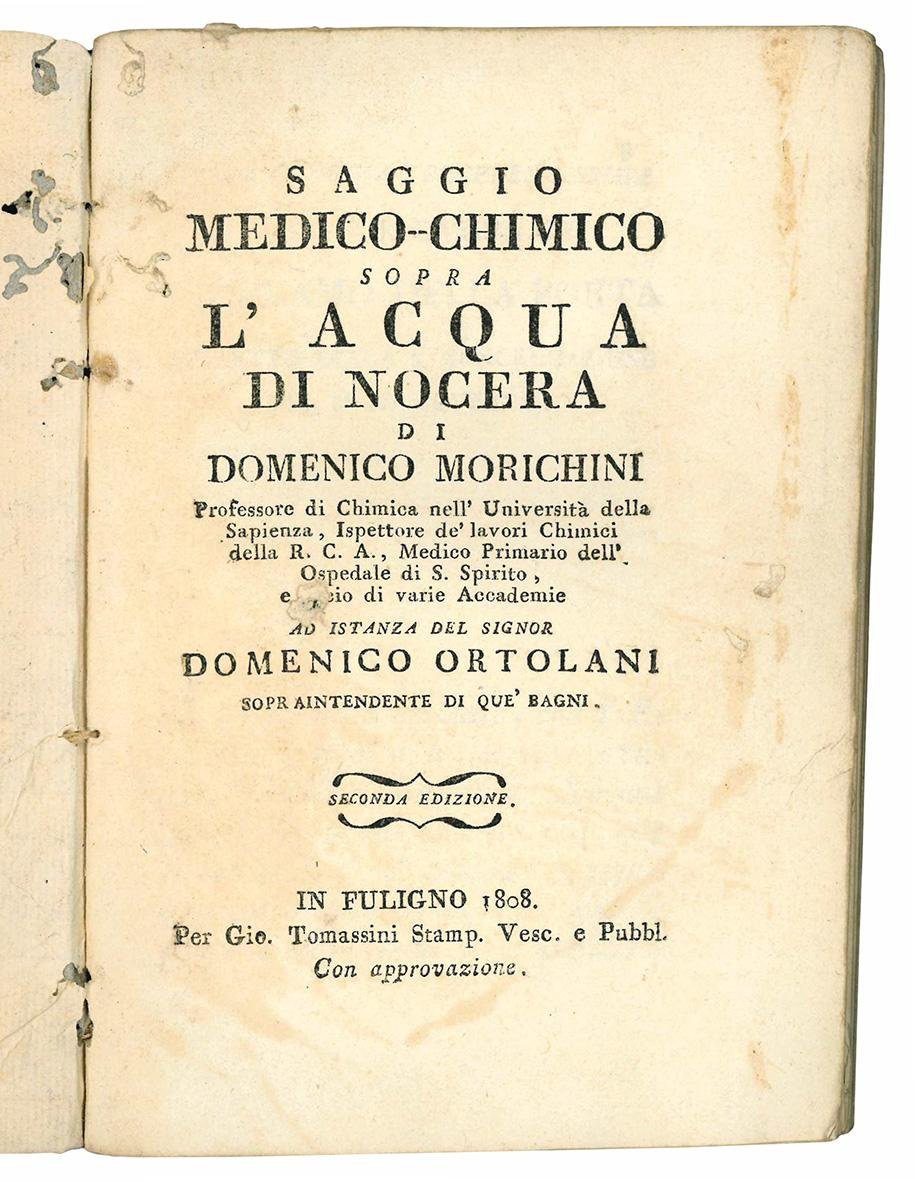 SAGGIO
MEDICO--CHIMICO
SOPRA
L' ACQUA
DI NOCERA
DI
DOMENICO MORICHINI
Professore di Chimica nell' Università della
Sapienza, Ispettore de' lavori Chimici
della R. C. A., Medico Primario dell'
Ospedale di S. Spirito,
e di varie Accademie
AD ISTANZA DEL SIGNOR
DOMENICO ORTOLANI
SOPRAINTENDENTE DI QUE' BAGNI.
SECONDA EDIZIONE.
IN FULIGNO 1808.
Per Gio. Tomassini Stamp. Vesc. e Pubbl.
Con approvazione.